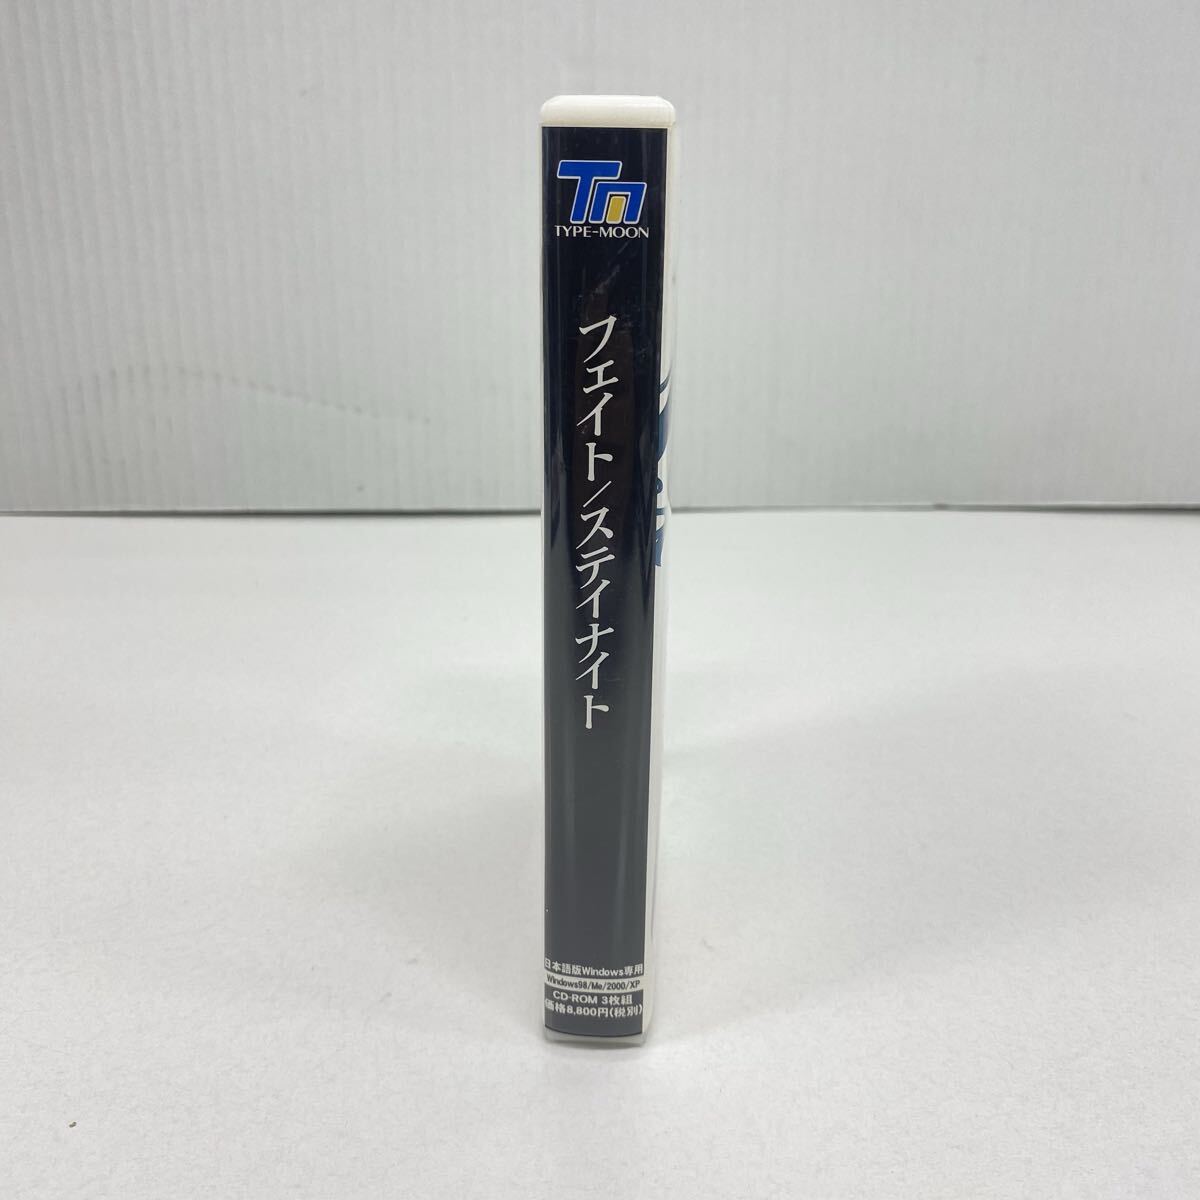 TM
TYPE-MOON
フェイト/ステイナイト
日本語版Windows専用
Windows98/Me/2000/XP
CD-ROM 3枚組
価格8,800円(税別)